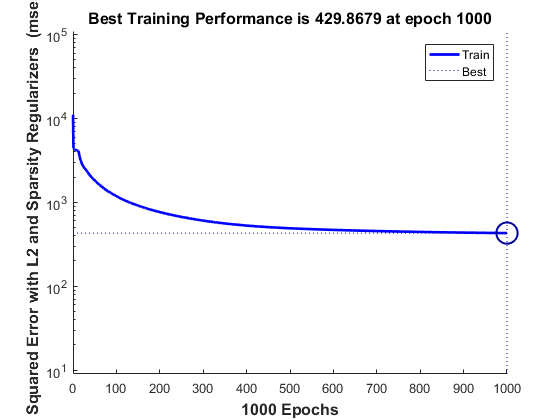 Best Training Performance is 429.8679 at epoch 1000
Squared Error with L2 and Sparsity Regularizers (mse
10^5
10^4
10^3
10^2
10^1
Train
Best
0 100 200 300 400 500 600 700 800 900 1000
1000 Epochs